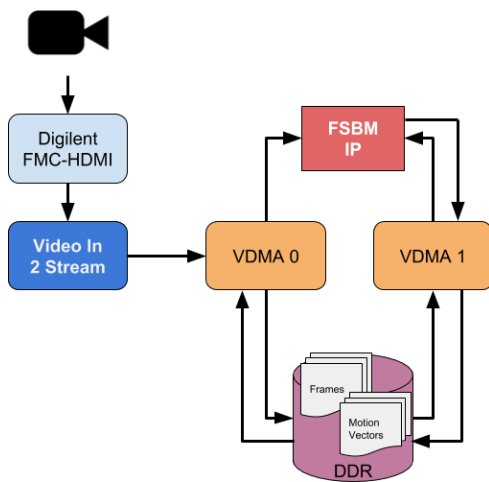 Digilent
FMC-HDMI
FSBM
IP
Video In
2 Stream
VDMA 0
VDMA 1
Frames
Motion
Vectors
DDR